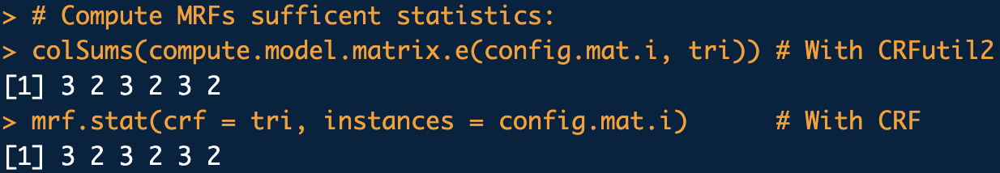 > # Compute MRFs sufficent statistics:
> colSums(compute.model.matrix.e(config.mat.i, tri)) # With CRFutil2
[1] 3 2 3 2 3 2
> mrf.stat(crf = tri, instances = config.mat.i)      # With CRF
[1] 3 2 3 2 3 2